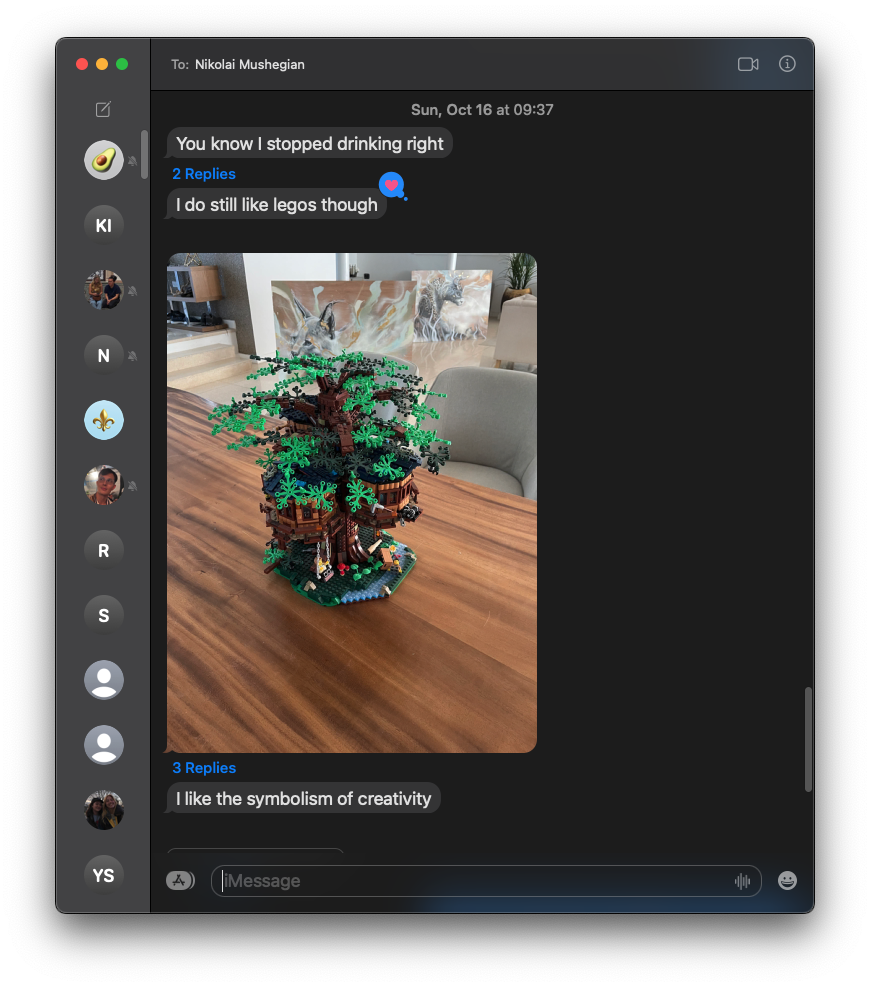 To: Nikolai Mushegian
Sun, Oct 16 at 09:37
You know I stopped drinking right
2 Replies
I do still like legos though
KI
N
R
S
3 Replies
I like the symbolism of creativity
YS
iMessage